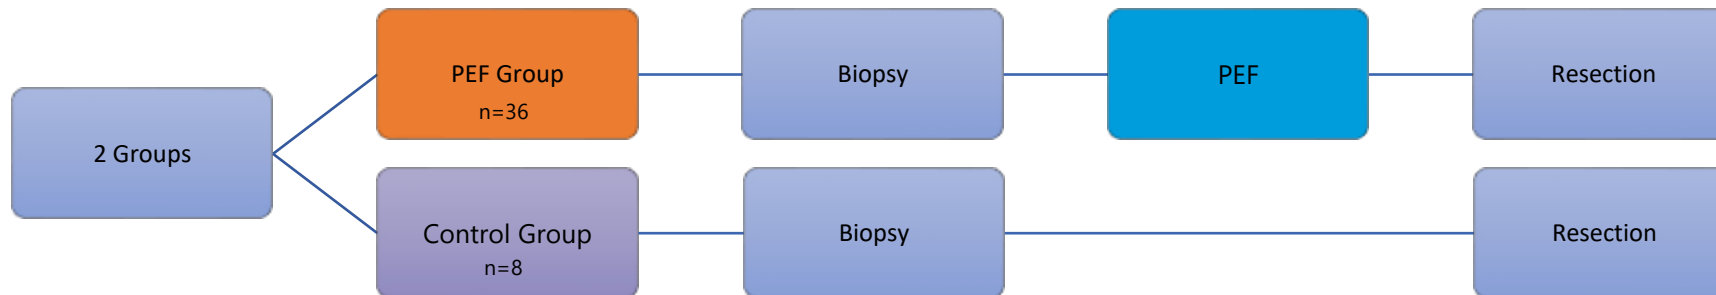 2 Groups
PEF Group
n=36
Biopsy
PEF
Resection
Control Group
n=8
Biopsy
Resection